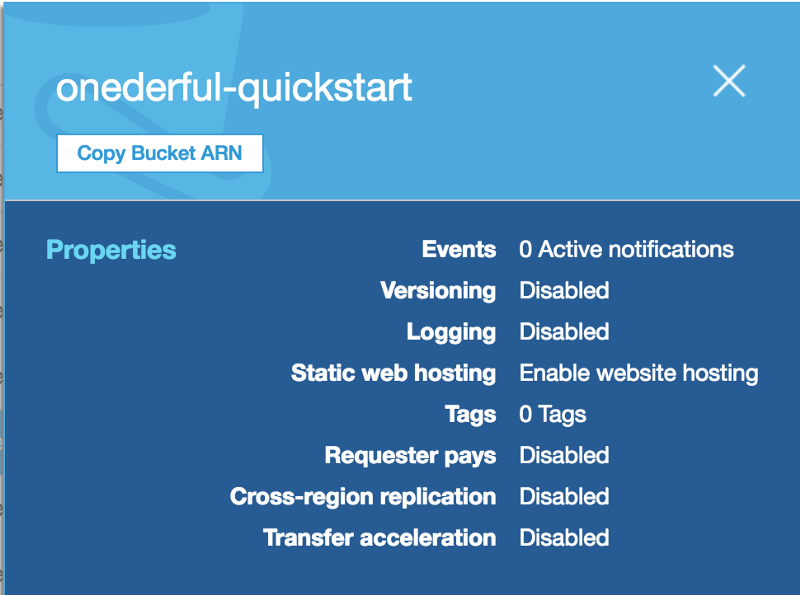 onederful-quickstart
Copy Bucket ARN
Properties
Events 0 Active notifications
Versioning Disabled
Logging Disabled
Static web hosting Enable website hosting
Tags 0 Tags
Requester pays Disabled
Cross-region replication Disabled
Transfer acceleration Disabled